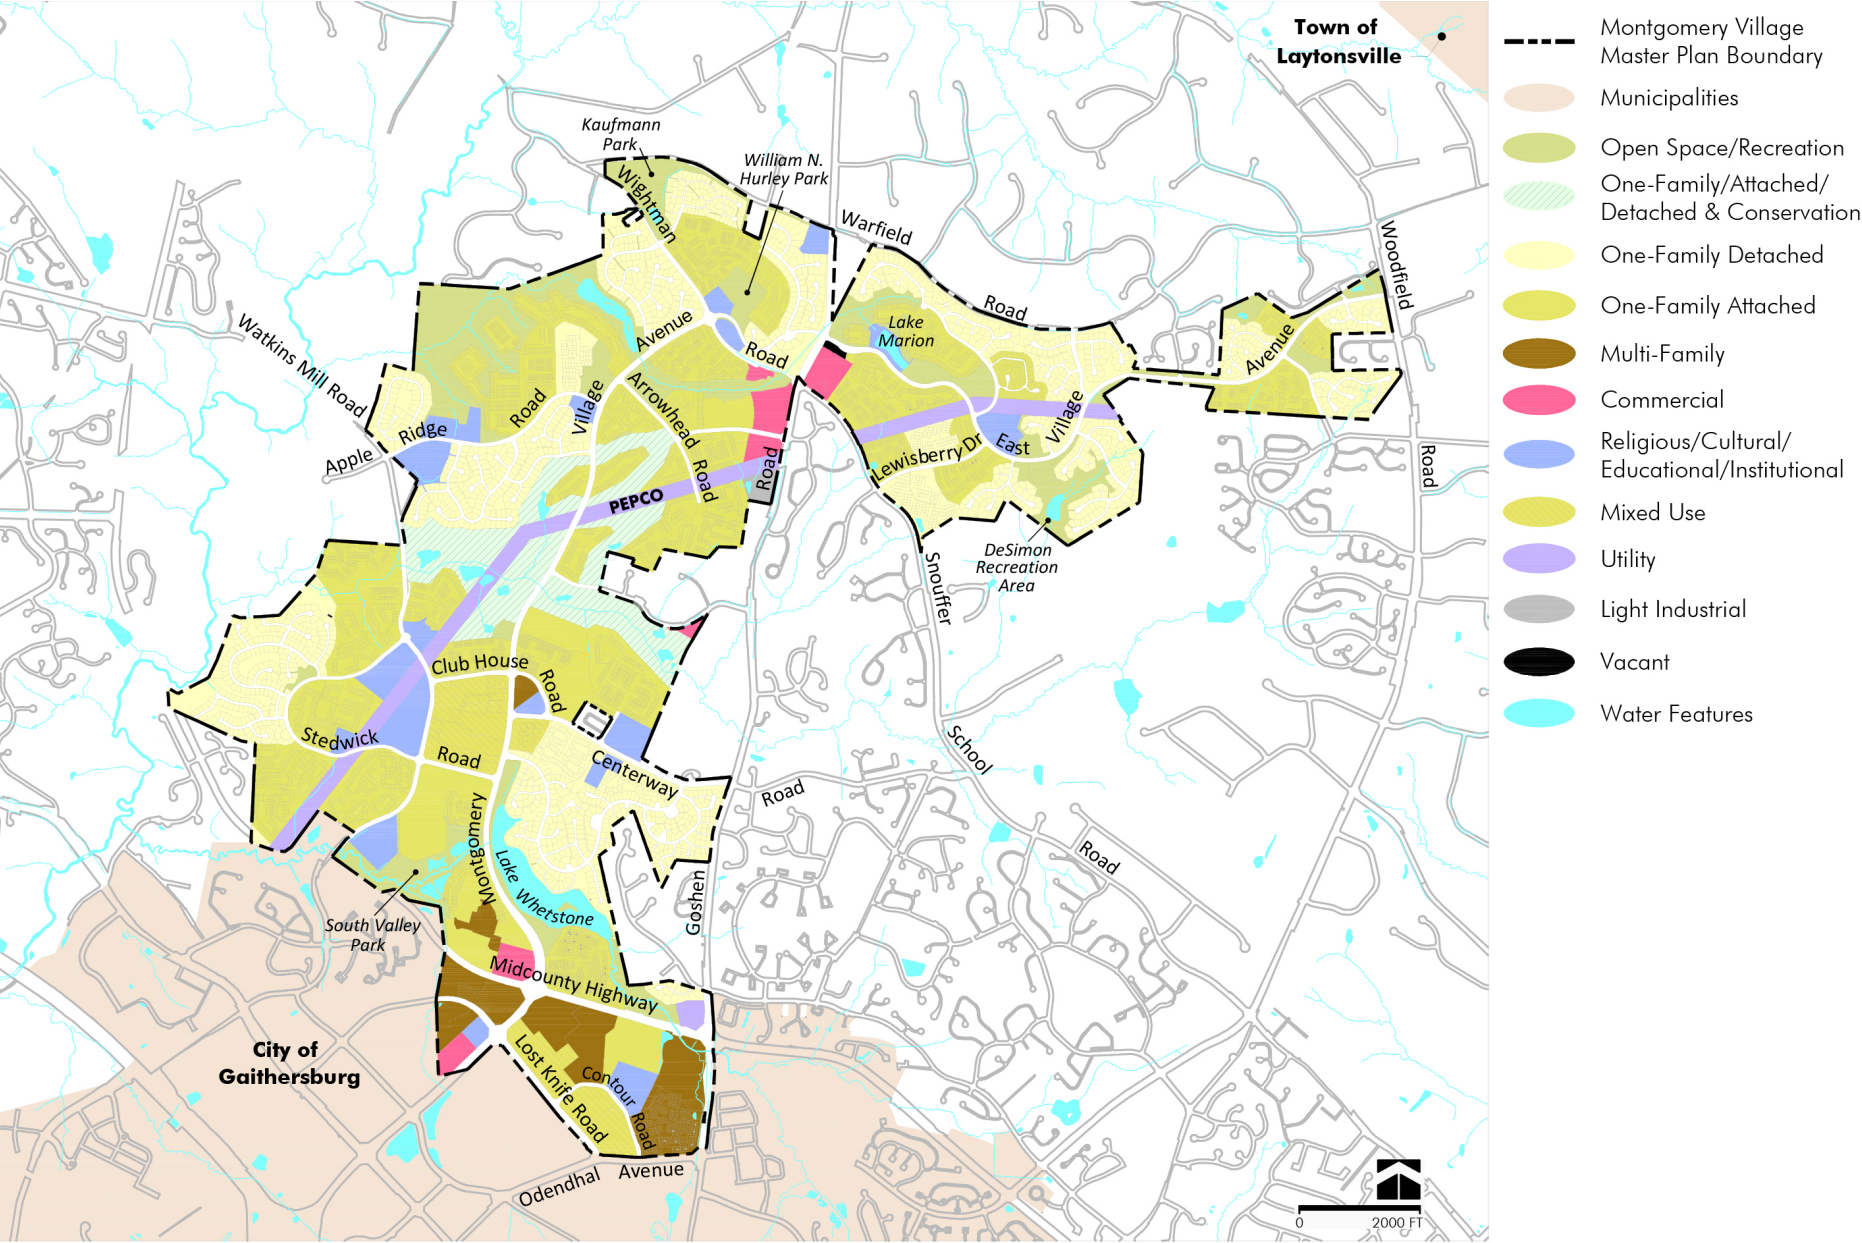 Town of
Laytonsville
Kaufmann
Park
William N.
Hurley Park
Wightman
Warfield
Road
Woodfield
Road
Lake
Marion
Avenue
Avenue
Road
Watkins Mill Road
Road
Village
Arrowhead
Road
Village
Ridge
Apple
Lewisberry Dr
East
Road
PEPCO
DeSimon
Recreation
Area
Snouffer
School
Road
Club House
Road
Stedwick
Road
Centerway
Road
Montgomery
Lake Whetstone
Goshen
South Valley
Park
Midcounty Highway
City of
Gaithersburg
Lost Knife Road
Contour Road
Odendhal Avenue
0 2000 FT
Montgomery Village
Master Plan Boundary
Municipalities
Open Space/Recreation
One-Family/Attached/
Detached & Conservation
One-Family Detached
One-Family Attached
Multi-Family
Commercial
Religious/Cultural/
Educational/Institutional
Mixed Use
Utility
Light Industrial
Vacant
Water Features